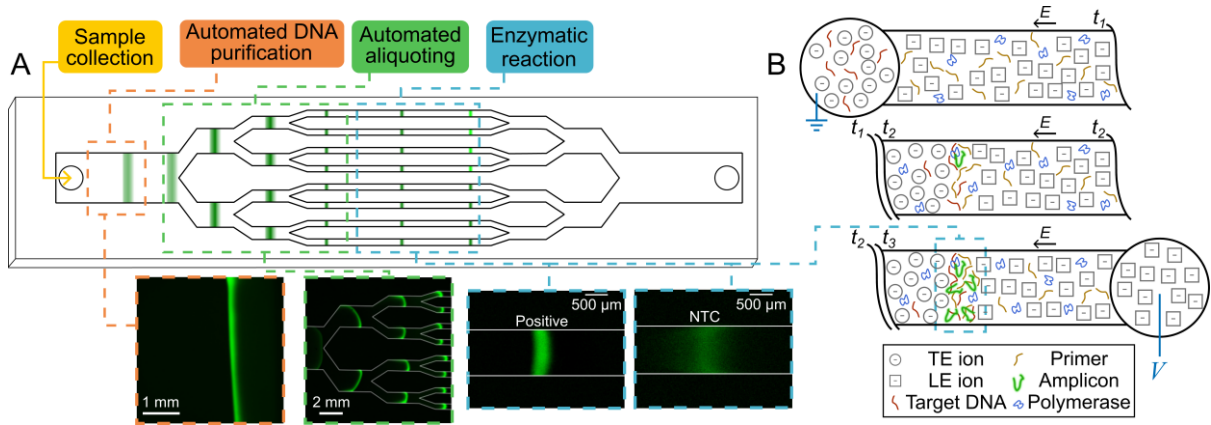 A
Sample
collection
Automated DNA
purification
Automated
aliquoting
Enzymatic
reaction
1 mm
2 mm
500 µm
Positive
500 µm
NTC
B
E
t1
t1
t2
E
t2
t2
t3
E
V
TE ion
Primer
LE ion
Amplicon
Target DNA
Polymerase